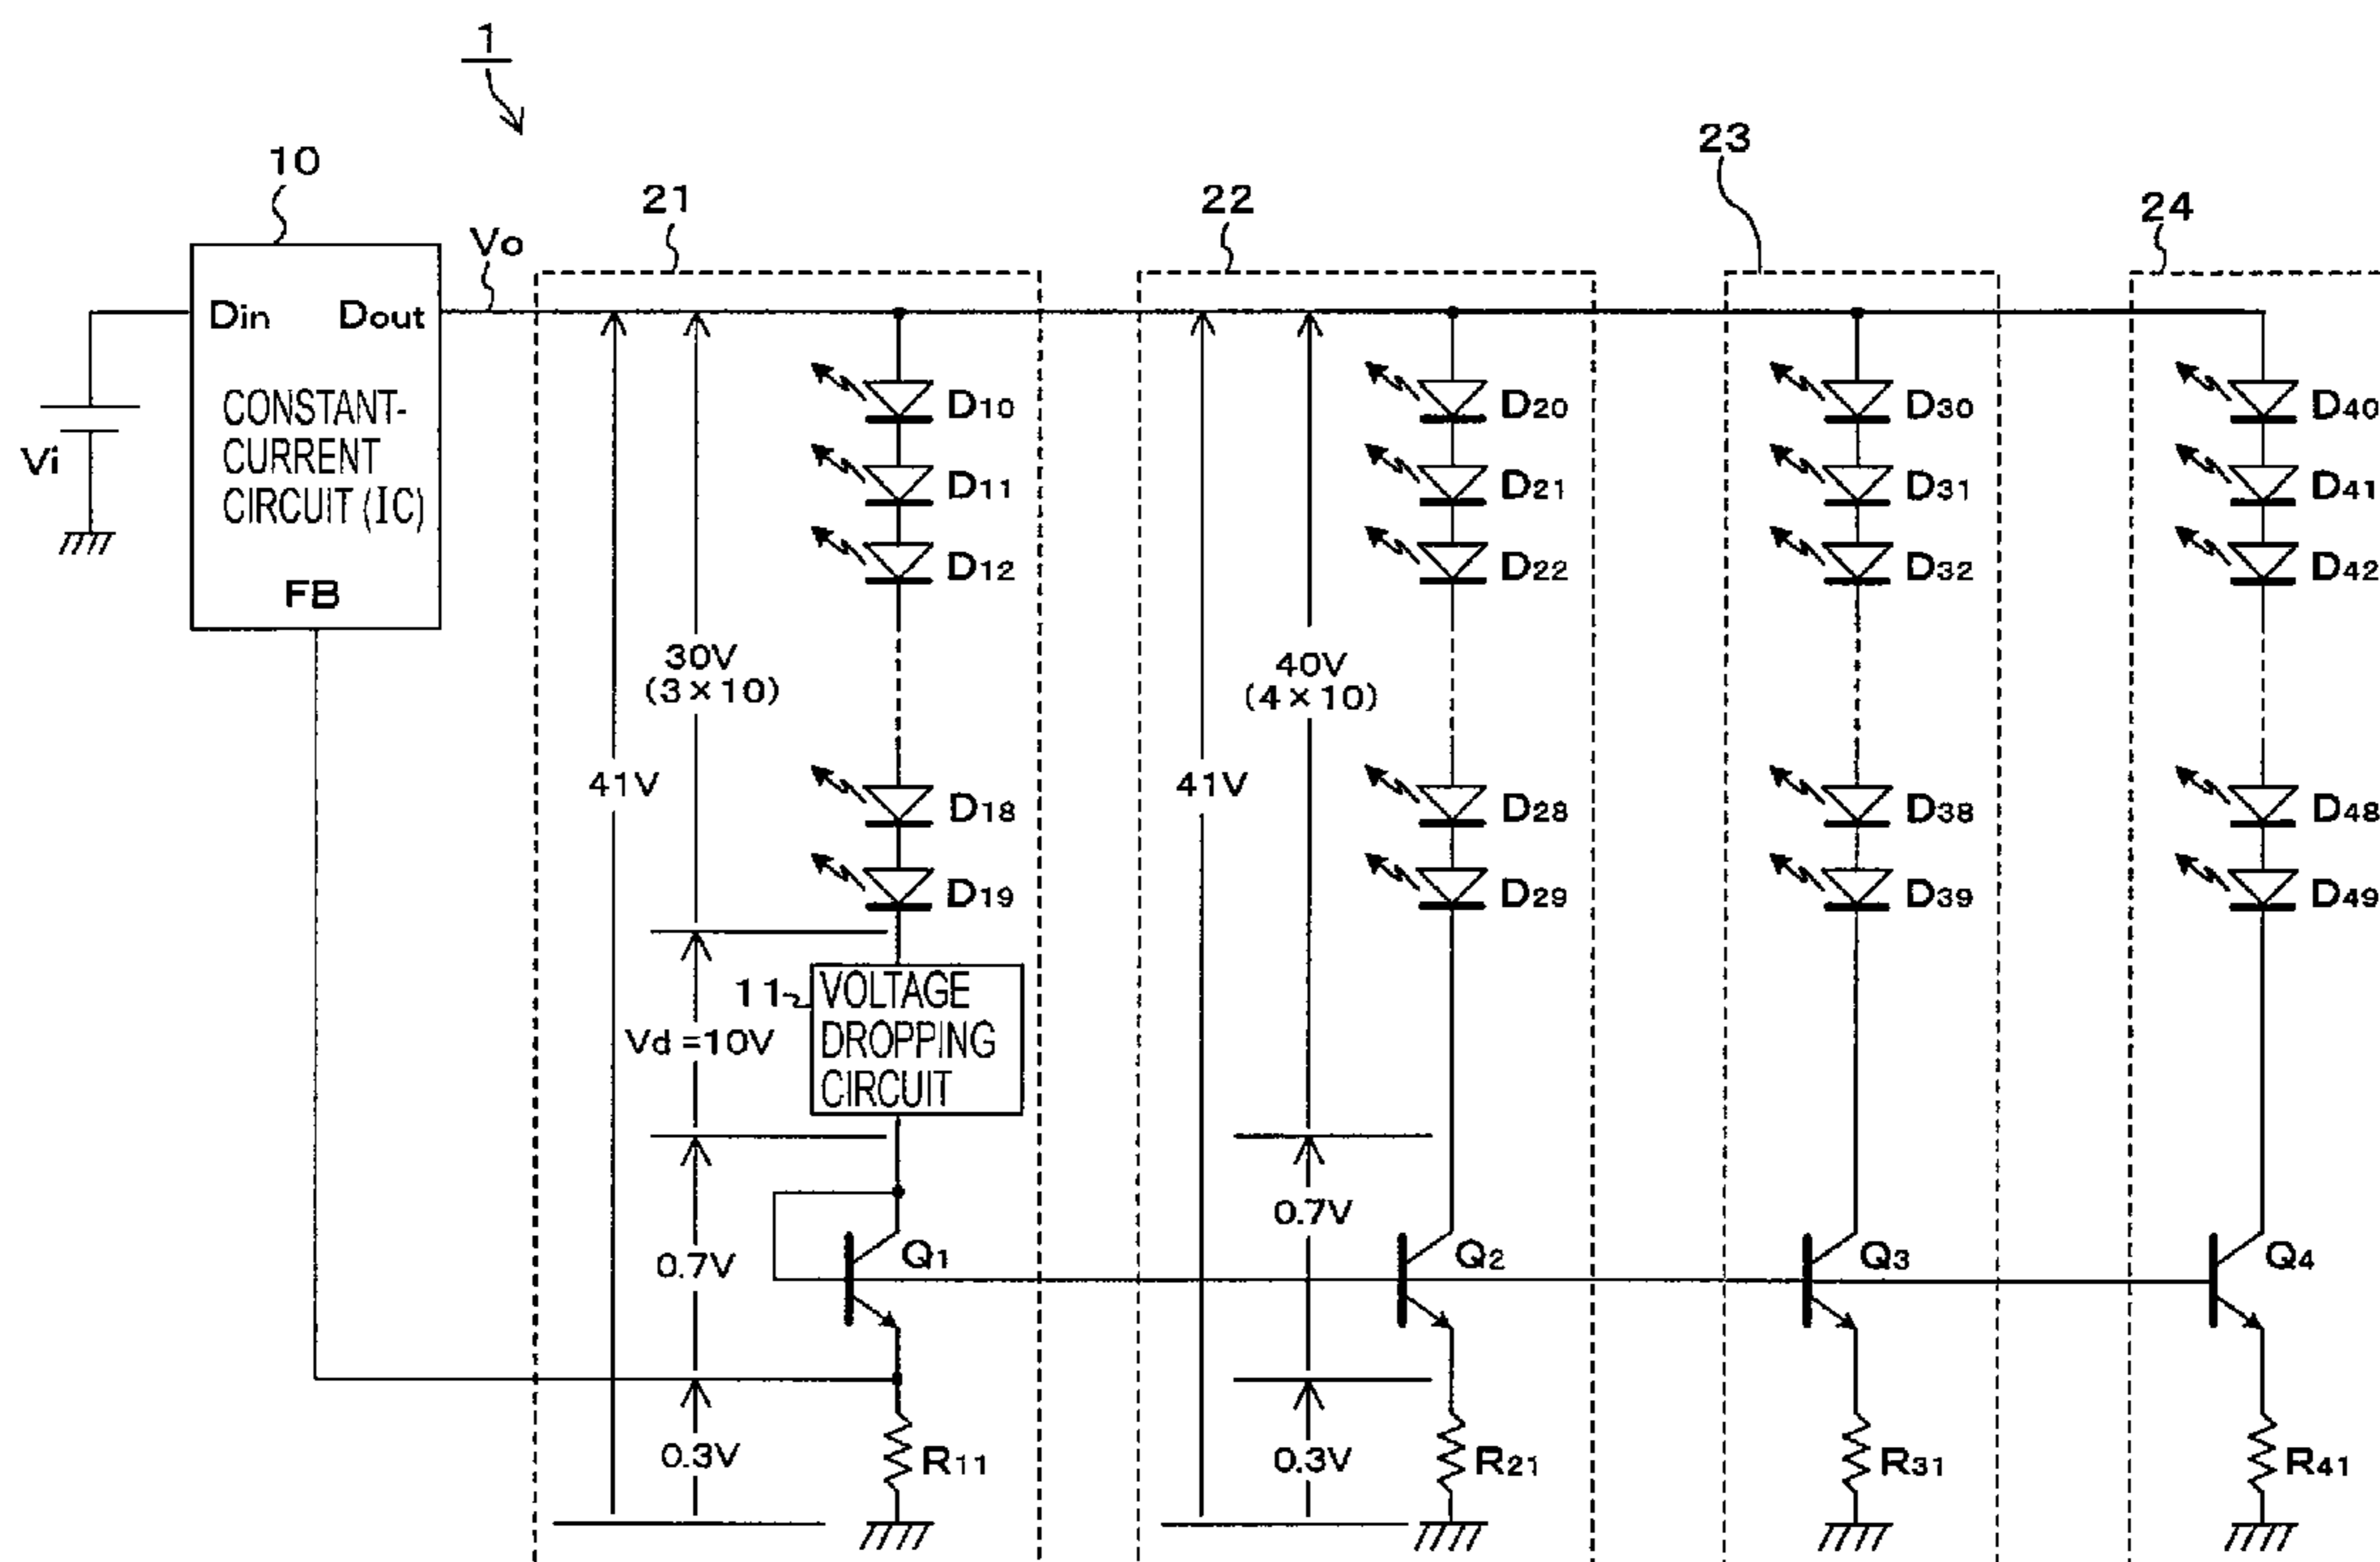 1
10
21
22
23
24
Vo
Din Dout
CONSTANT-
CURRENT
CIRCUIT (IC)
FB
Vi
D10
D11
D12
D18
D19
30V
(3×10)
41V
11
VOLTAGE
DROPPING
CIRCUIT
Vd =10V
0.7V
Q1
0.3V
R11
D20
D21
D22
D28
D29
40V
(4×10)
41V
0.7V
Q2
0.3V
R21
D30
D31
D32
D38
D39
Q3
R31
D40
D41
D42
D48
D49
Q4
R41